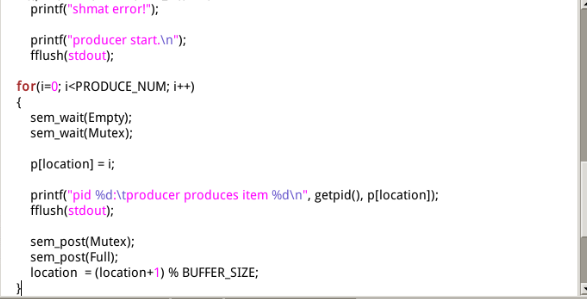 printf("shmat error!");
printf("producer start.\n");
fflush(stdout);
for(i=0; i<PRODUCE_NUM; i++)
{
sem_wait(Empty);
sem_wait(Mutex);
p[location] = i;
printf("pid %d:\tproducer produces item %d\n", getpid(), p[location]);
fflush(stdout);
sem_post(Mutex);
sem_post(Full);
location  = (location+1) % BUFFER_SIZE;
}